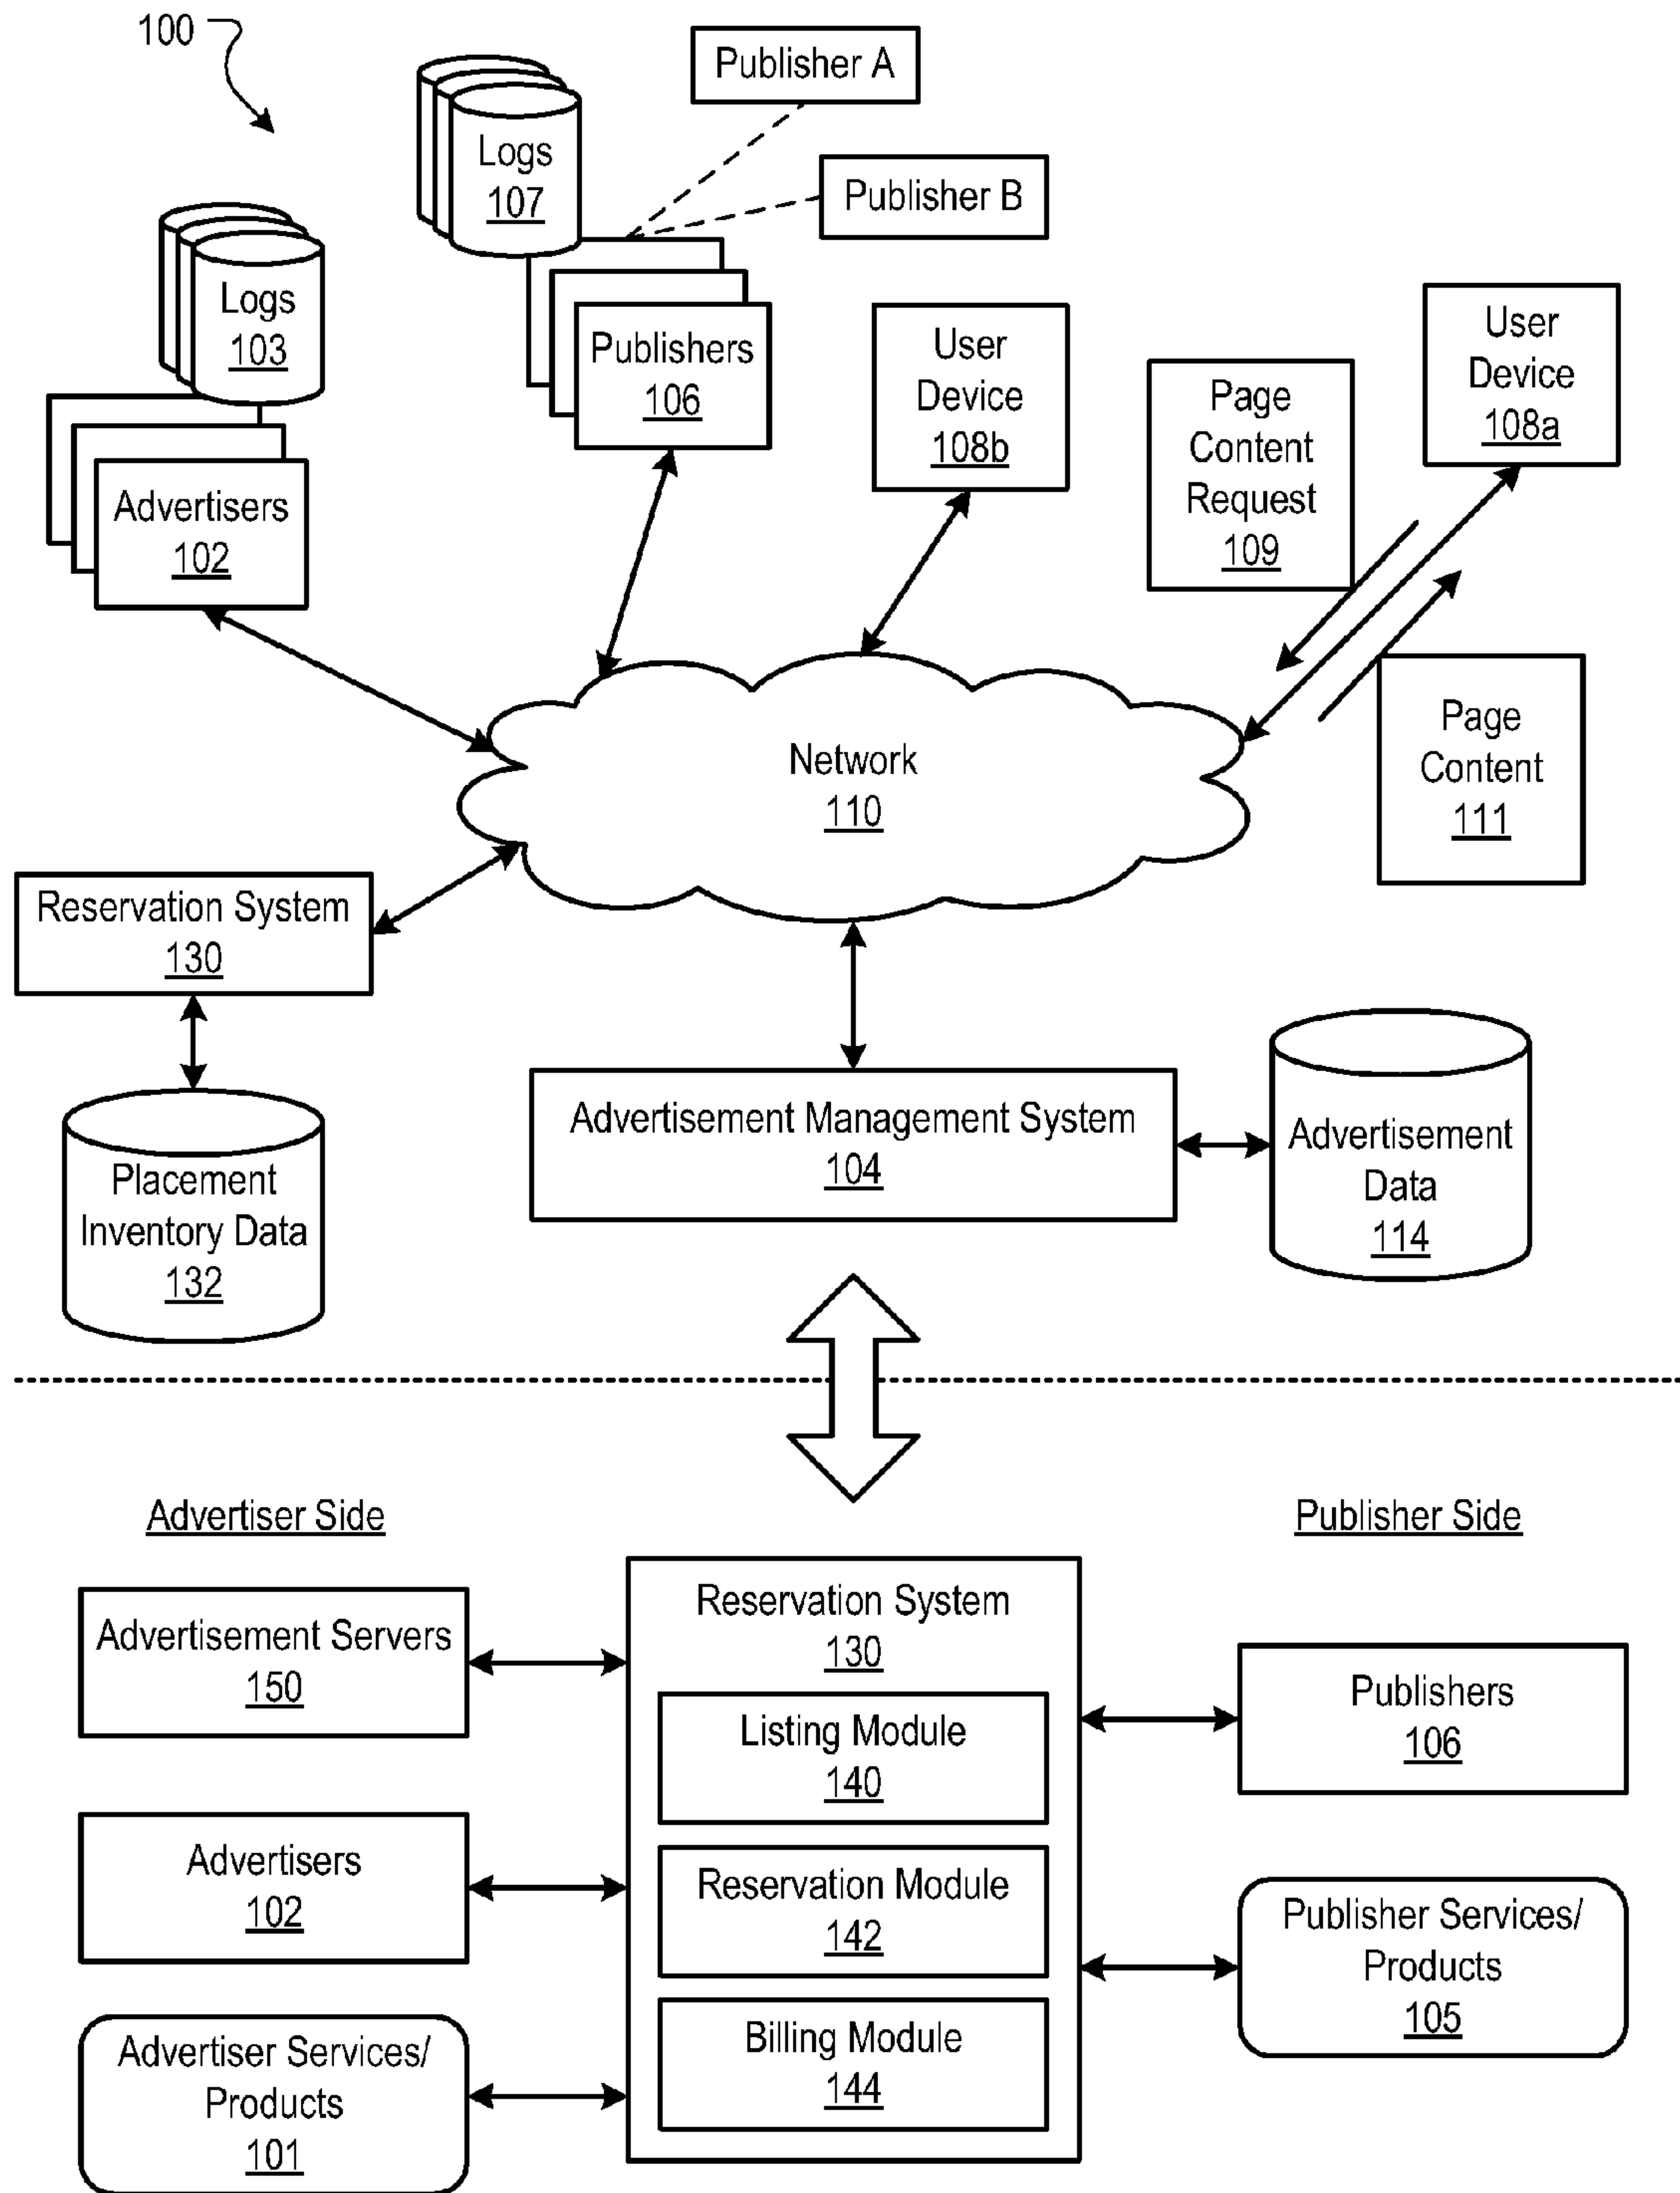 100
Publisher A
Publisher B
Logs
107
Logs
103
Publishers
106
User
Device
108b
User
Device
108a
Page
Content
Request
109
Advertisers
102
Page
Content
111
Network
110
Reservation System
130
Advertisement Management System
104
Advertisement
Data
114
Placement
Inventory Data
132
Advertiser Side
Publisher Side
Advertisement Servers
150
Advertisers
102
Advertiser Services/
Products
101
Reservation System
130
Listing Module
140
Reservation Module
142
Billing Module
144
Publishers
106
Publisher Services/
Products
105